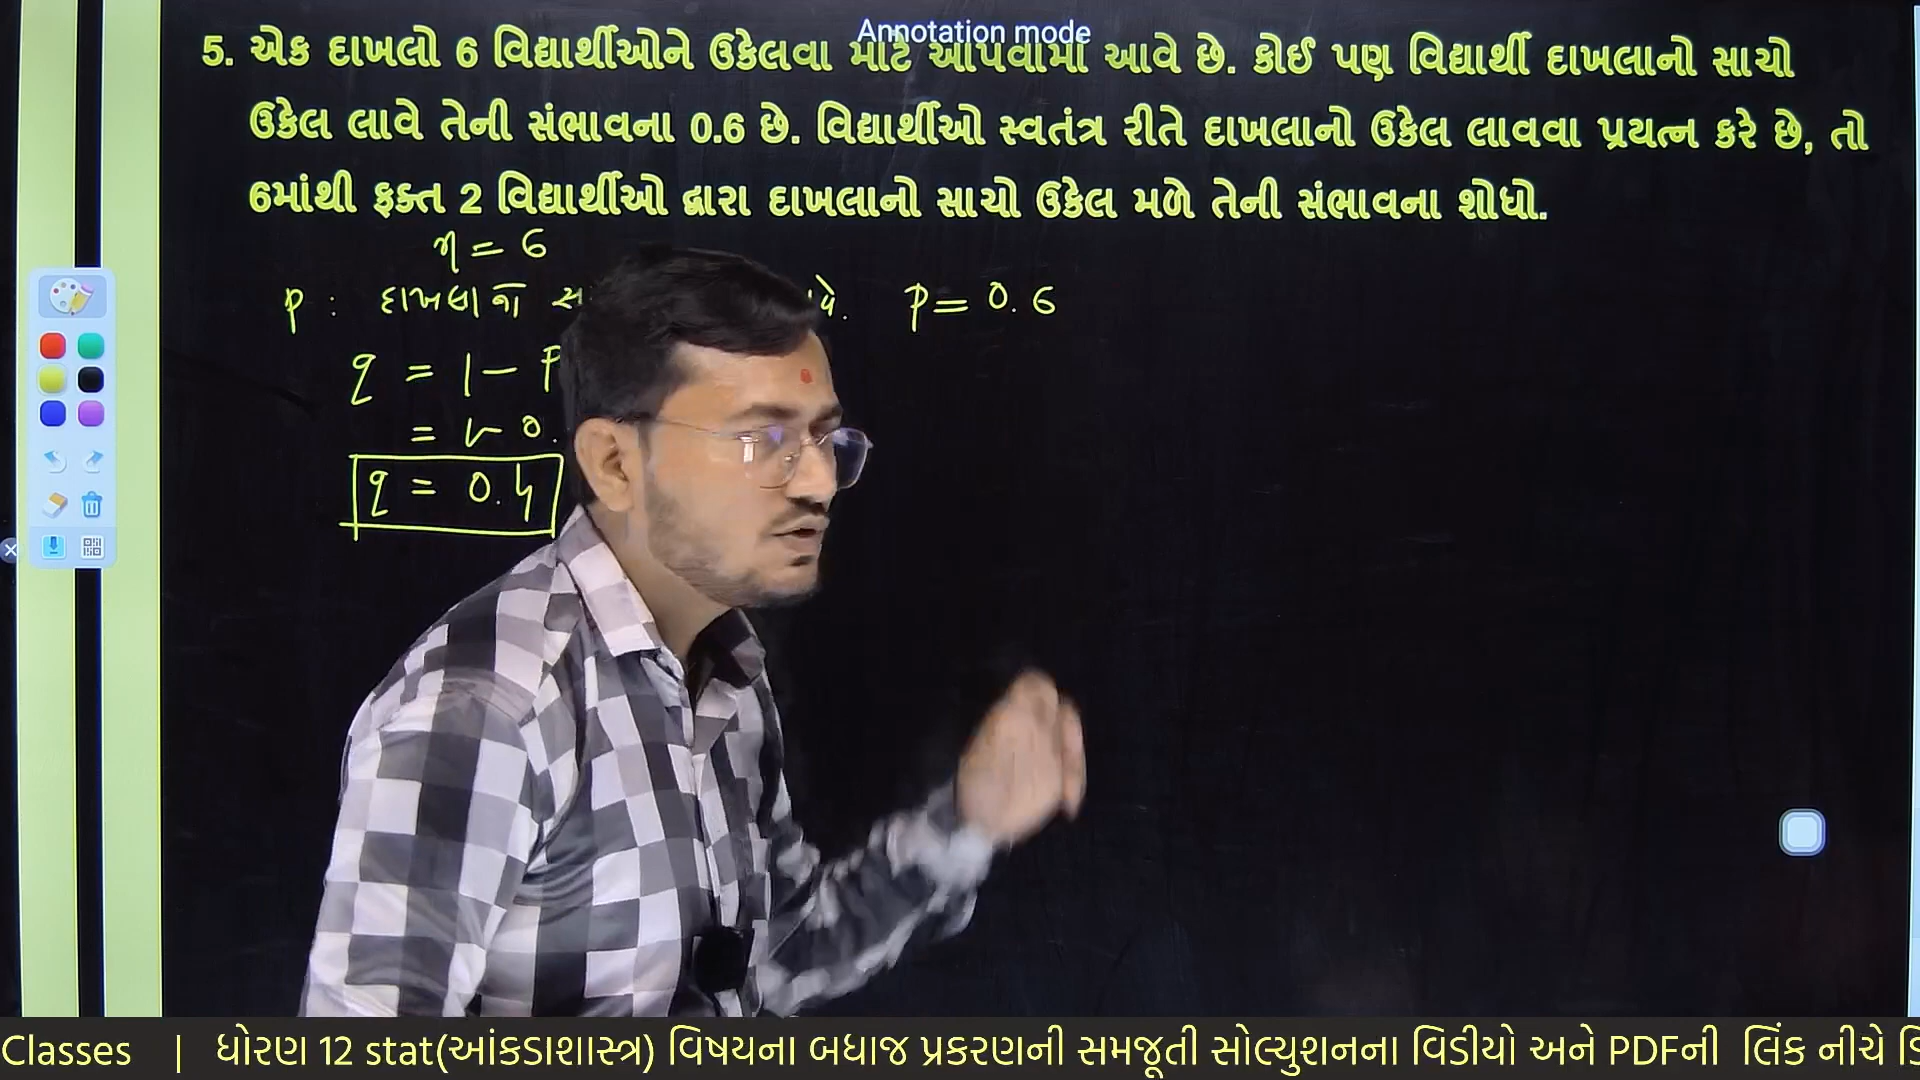 Annotation mode
5. એક દાખલો 6 વિદ્યાર્થીઓને ઉકેલવા માટે આપવામાં આવે છે. કોઈ પણ વિદ્યાર્થી દાખલાનો સાચો
ઉકેલ લાવે તેની સંભાવના 0.6 છે. વિદ્યાર્થીઓ સ્વતંત્ર રીતે દાખલાનો ઉકેલ લાવવા પ્રયત્ન કરે છે, તો
6માંથી ફક્ત 2 વિદ્યાર્થીઓ દ્વારા દાખલાનો સાચો ઉકેલ મળે તેની સંભાવના શોધો.
n = 6
p : દાખલાનો p = 0.6
q = 1 - P
= 1 - 0.
q = 0.4
Classes | ધોરણ 12 stat(આંકડાશાસ્ત્ર) વિષયના બધાજ પ્રકરણની સમજૂતી સોલ્યુશનના વિડીયો અને PDFની લિંક નીચે